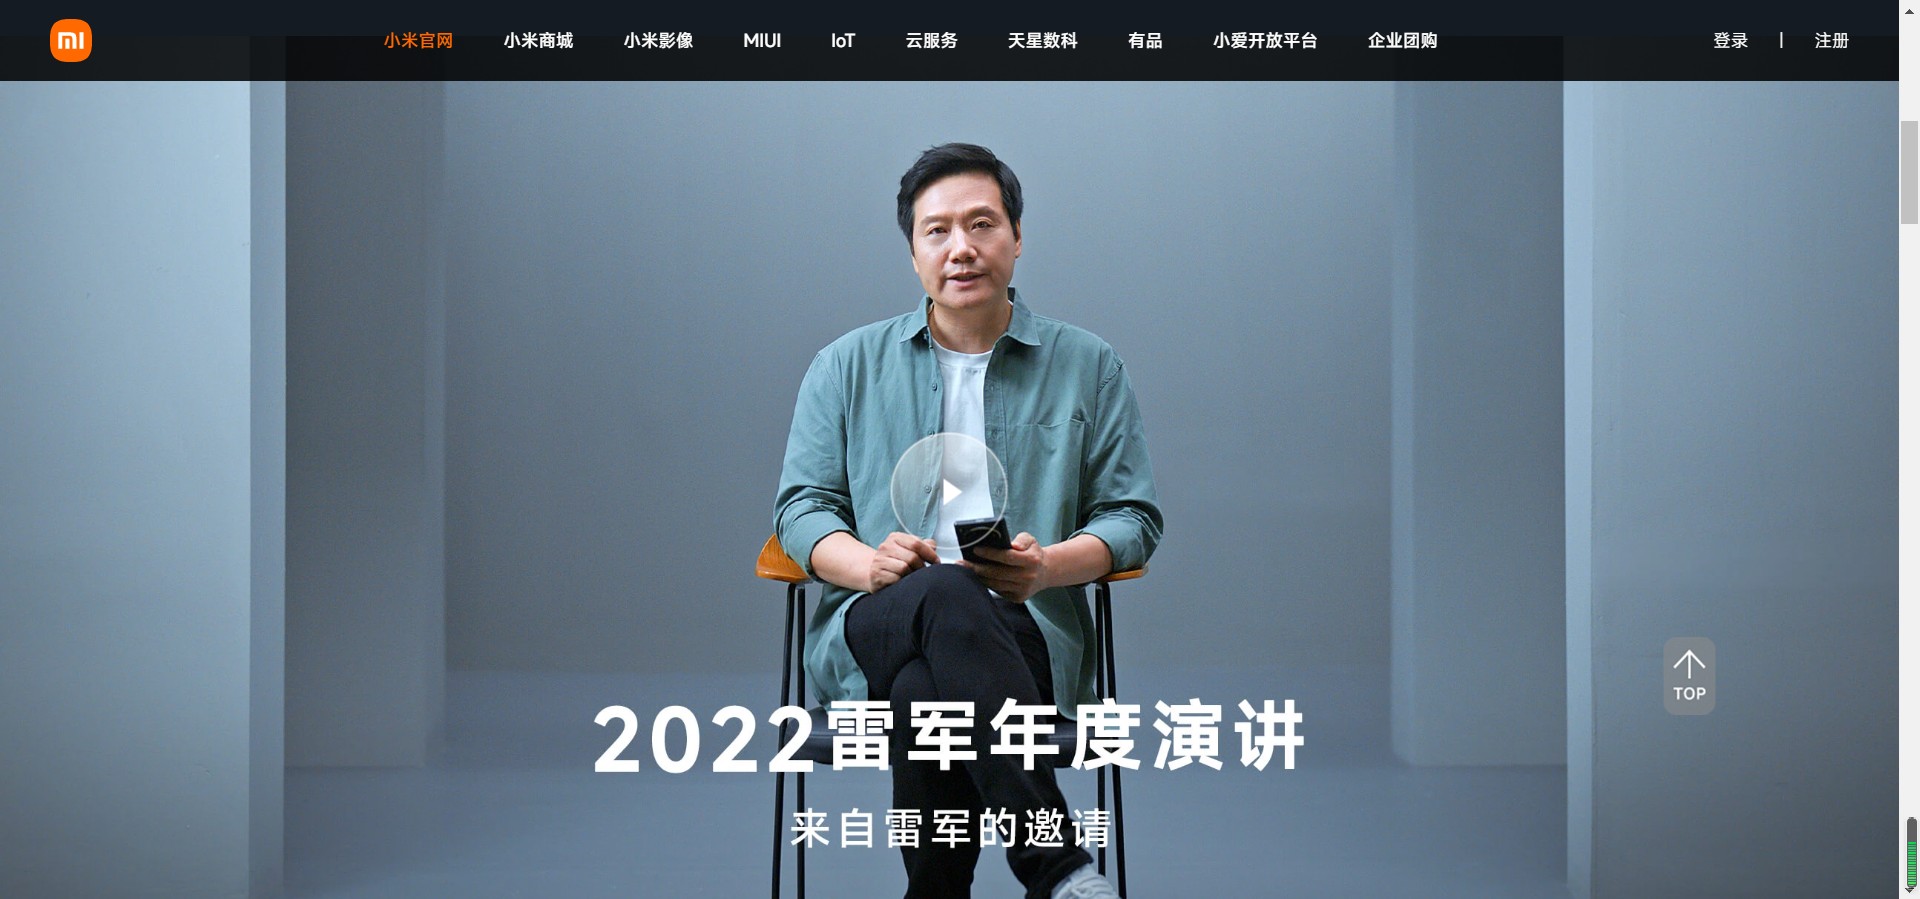 小米官网 小米商城 小米影像 MIUI IoT 云服务 天星数科 有品 小爱开放平台 企业团购 登录 | 注册
TOP
2022雷军年度演讲
来自雷军的邀请